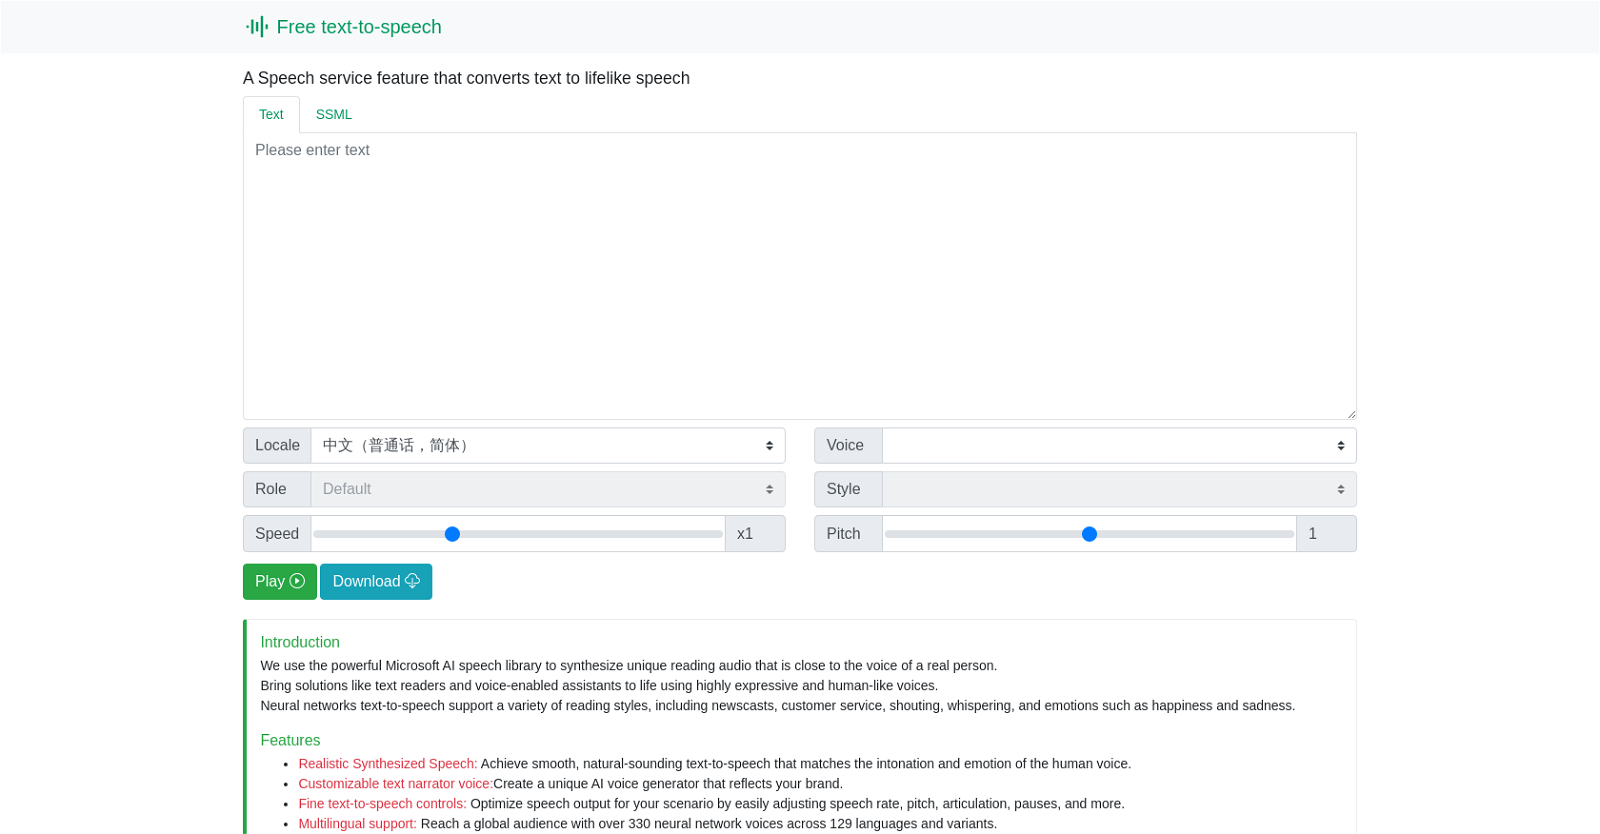 Free text-to-speech
A Speech service feature that converts text to lifelike speech
Text SSML
Please enter text
Locale 中文（普通话，简体） Voice
Role Default Style
Speed x1 Pitch 1
Play Download
Introduction
We use the powerful Microsoft AI speech library to synthesize unique reading audio that is close to the voice of a real person.
Bring solutions like text readers and voice-enabled assistants to life using highly expressive and human-like voices.
Neural networks text-to-speech support a variety of reading styles, including newscasts, customer service, shouting, whispering, and emotions such as happiness and sadness.
Features
Realistic Synthesized Speech: Achieve smooth, natural-sounding text-to-speech that matches the intonation and emotion of the human voice.
Customizable text narrator voice:Create a unique AI voice generator that reflects your brand.
Fine text-to-speech controls: Optimize speech output for your scenario by easily adjusting speech rate, pitch, articulation, pauses, and more.
Multilingual support: Reach a global audience with over 330 neural network voices across 129 languages and variants.